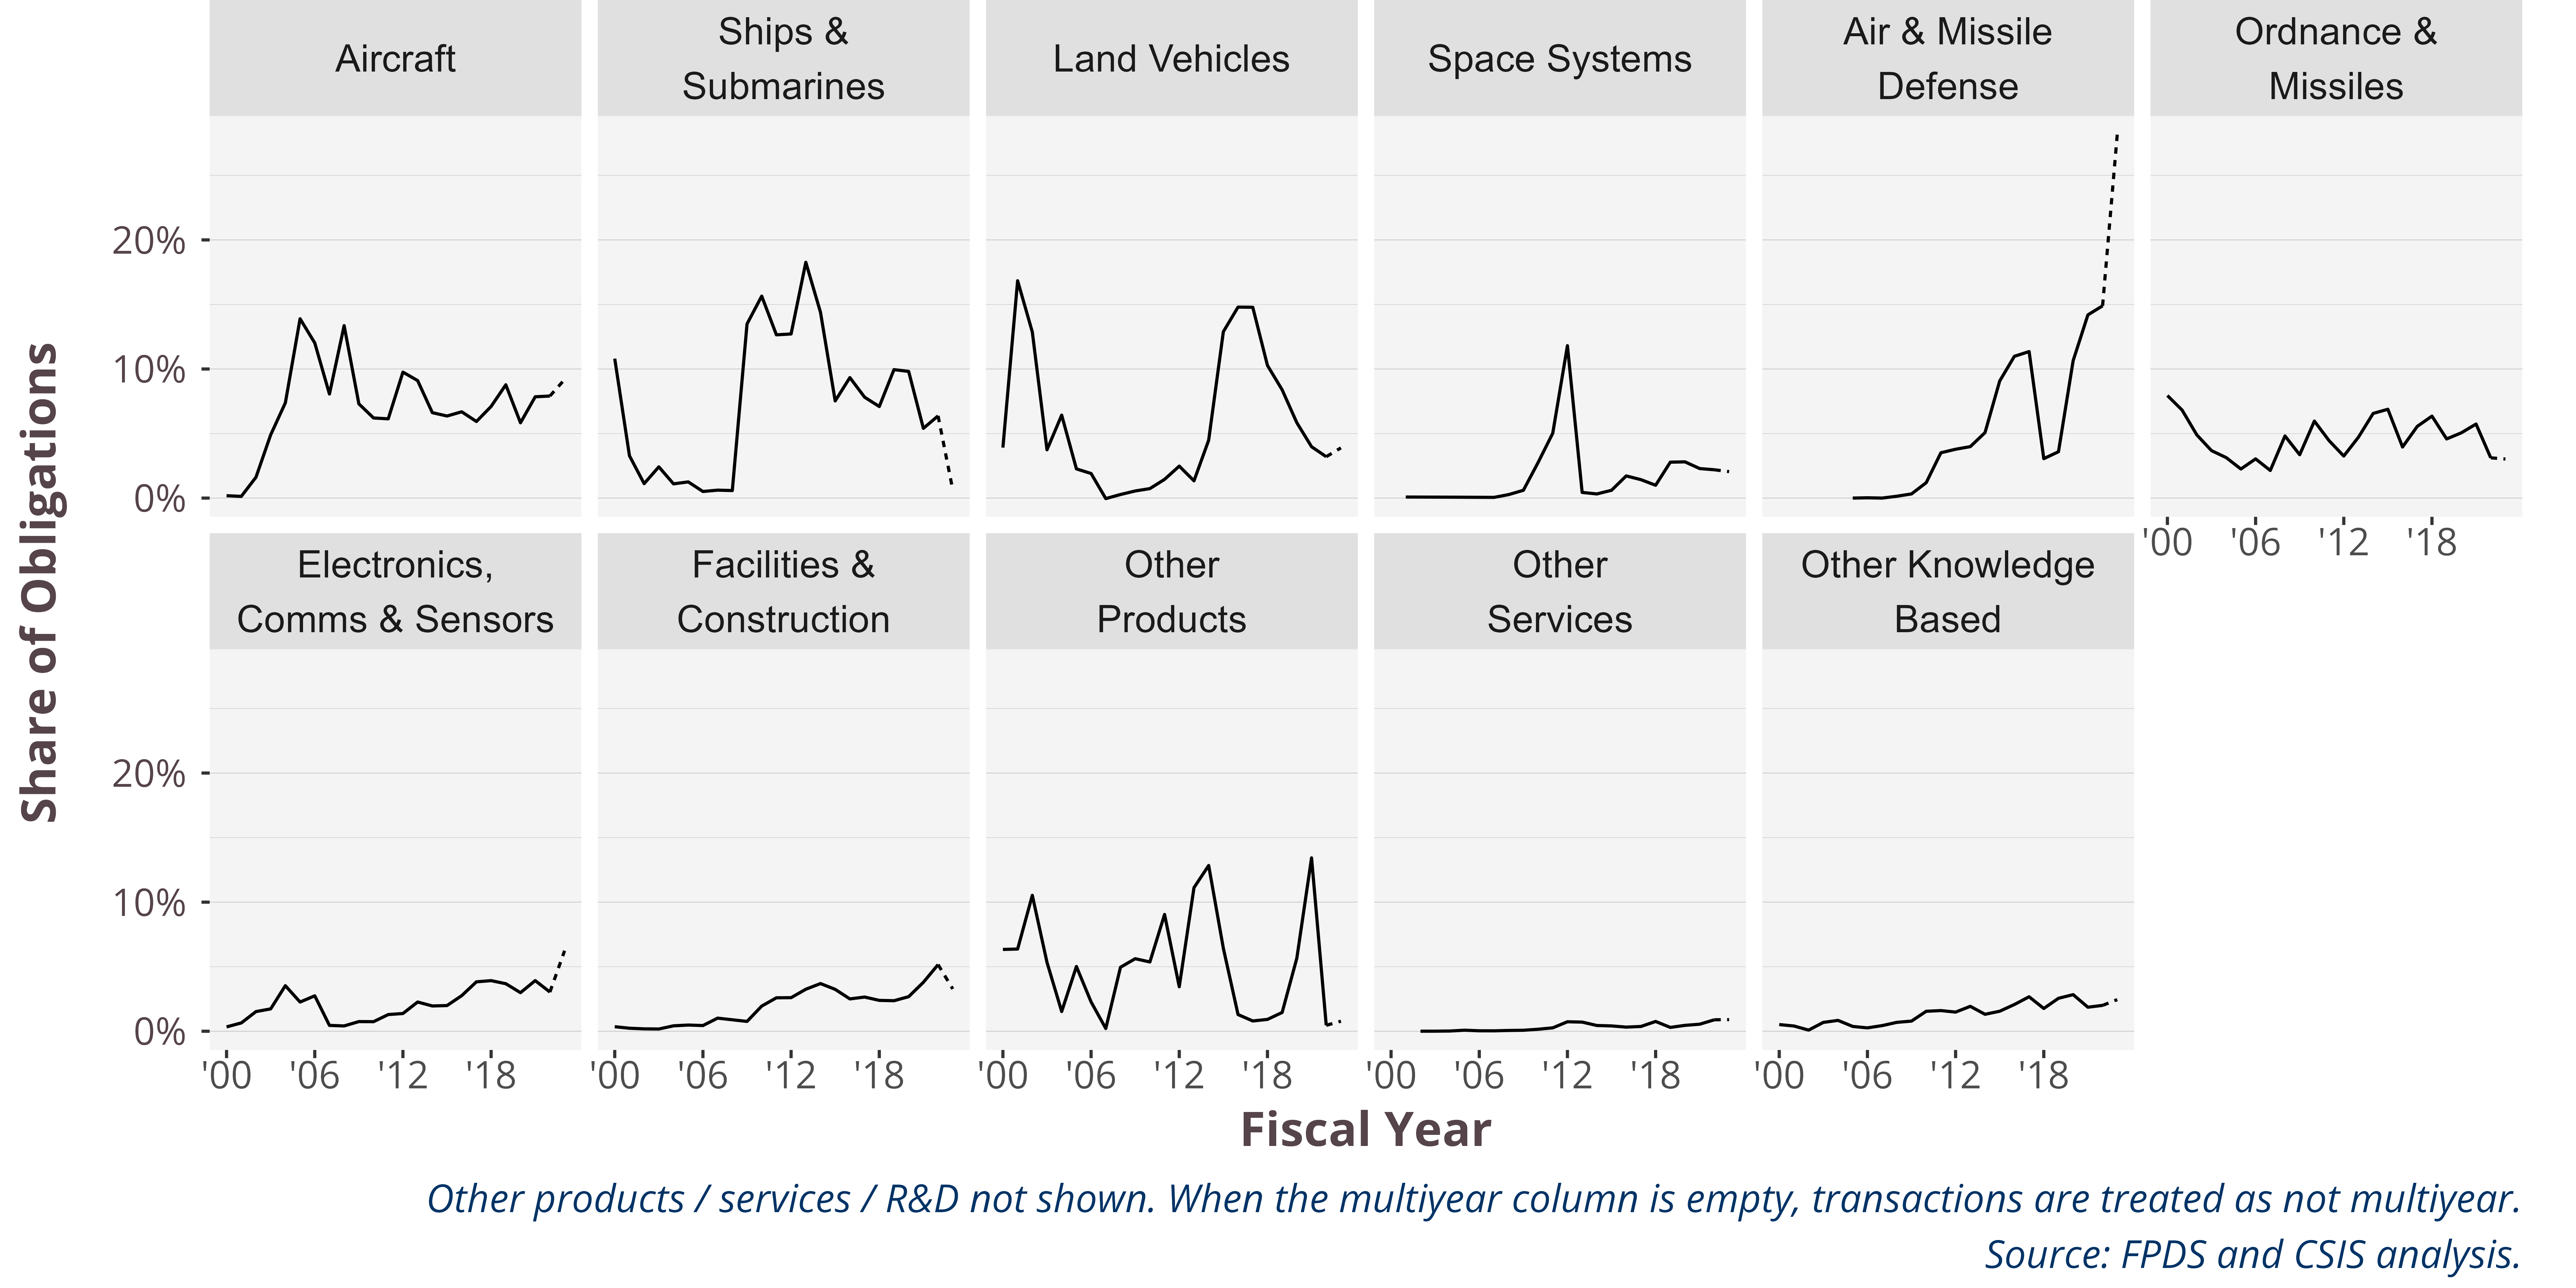 Aircraft
Ships &
Submarines
Land Vehicles
Space Systems
Air & Missile
Defense
Ordnance &
Missiles
Share of Obligations
20%
10%
0%
'00 '06 '12 '18
Electronics,
Comms & Sensors
Facilities &
Construction
Other
Products
Other
Services
Other Knowledge
Based
20%
10%
0%
'00 '06 '12 '18
'00 '06 '12 '18
'00 '06 '12 '18
'00 '06 '12 '18
'00 '06 '12 '18
Fiscal Year
Other products / services / R&D not shown. When the multiyear column is empty, transactions are treated as not multiyear.
Source: FPDS and CSIS analysis.